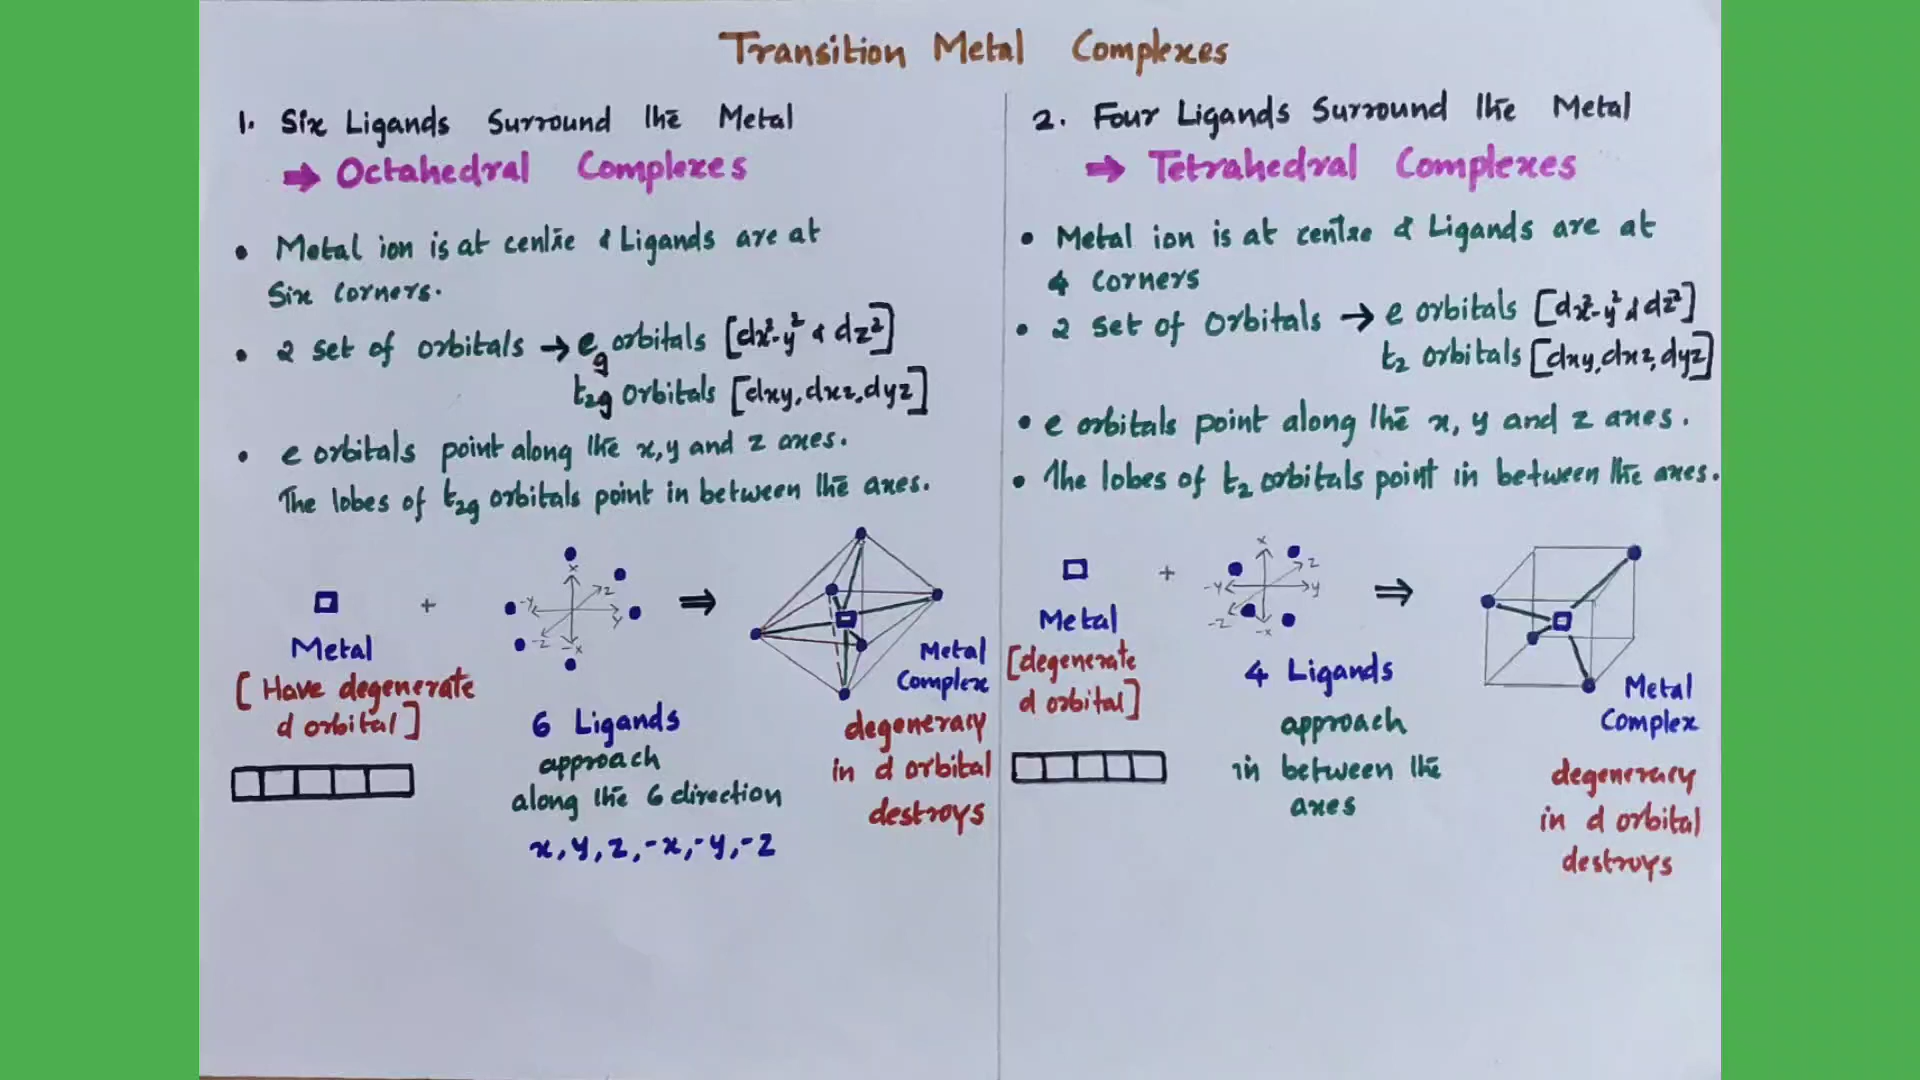 Transition Metal Complexes
1. Six Ligands Surround the Metal
⇒ Octahedral Complexes
• Metal ion is at centre & Ligands are at
Six corners.
• 2 set of orbitals → eg orbitals [dx²-y² & dz²]
t2g orbitals [dxy, dxz, dyz]
• e orbitals point along the x, y and z axes.
The lobes of t2g orbitals point in between the axes.
Metal
+
x
z
-y
y
-z
-x
⇒
[Have degenerate
d orbital]
6 Ligands
approach
along the 6 direction
x, y, z, -x, -y, -z
Metal
Complex
degeneracy
in d orbital
destroys
2. Four Ligands Surround the Metal
⇒ Tetrahedral Complexes
• Metal ion is at centre & Ligands are at
4 corners
• 2 set of Orbitals → e orbitals [dx²-y² & dz²]
t2 orbitals [dxy, dxz, dyz]
• e orbitals point along the x, y and z axes.
• The lobes of t2 orbitals point in between the axes.
Metal
+
x
z
-y
y
-z
-x
⇒
[degenerate
d orbital]
4 Ligands
approach
in between the
axes
Metal
Complex
degeneracy
in d orbital
destroys